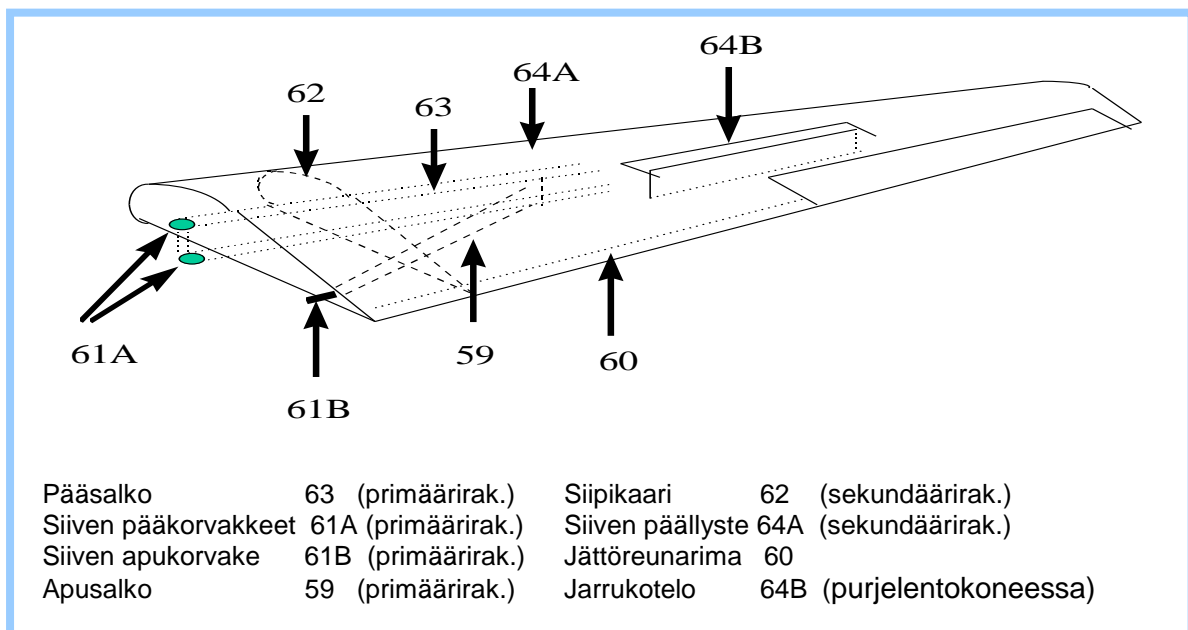 64B
64A
62
63
61A
59
60
61B
Pääsalko 63 (primäärirak.) Siipikaari 62 (sekundäärirak.)
Siiven pääkorvakkeet 61A (primäärirak.) Siiven päällyste 64A (sekundäärirak.)
Siiven apukorvake 61B (primäärirak.) Jättöreunarima 60
Apusalko 59 (primäärirak.) Jarrukotelo 64B (purjelentokoneessa)